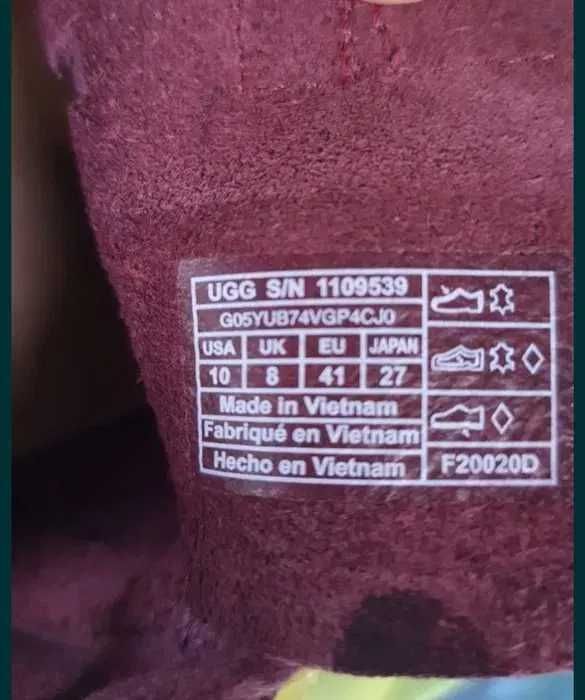 UGG S/N 1109539
G05YUB74VGP4CJ0
USA UK EU JAPAN
10 8 41 27
Made in Vietnam
Fabriqué en Vietnam
Hecho en Vietnam
F20020D